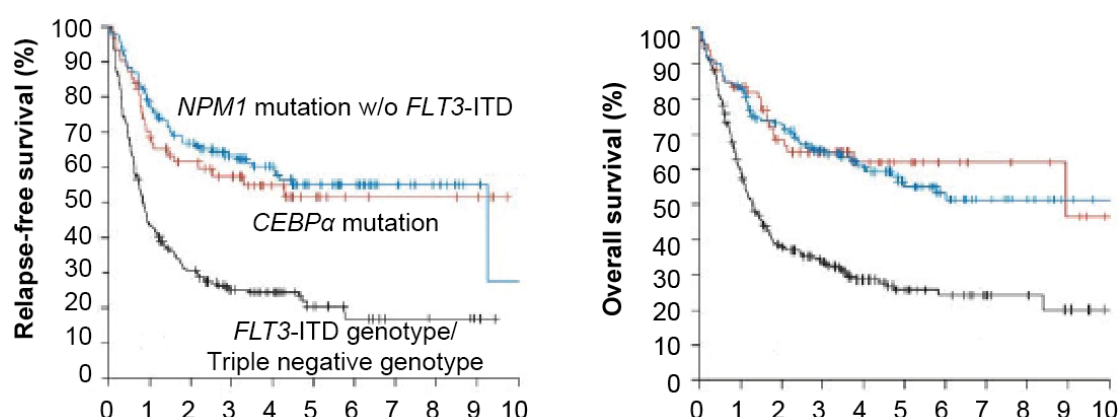 Relapse-free survival (%)
100
90
80
70
60
50
40
30
20
10
0
NPM1 mutation w/o FLT3-ITD
CEBPα mutation
FLT3-ITD genotype/
Triple negative genotype
0 1 2 3 4 5 6 7 8 9 10
Overall survival (%)
100
90
80
70
60
50
40
30
20
10
0
0 1 2 3 4 5 6 7 8 9 10